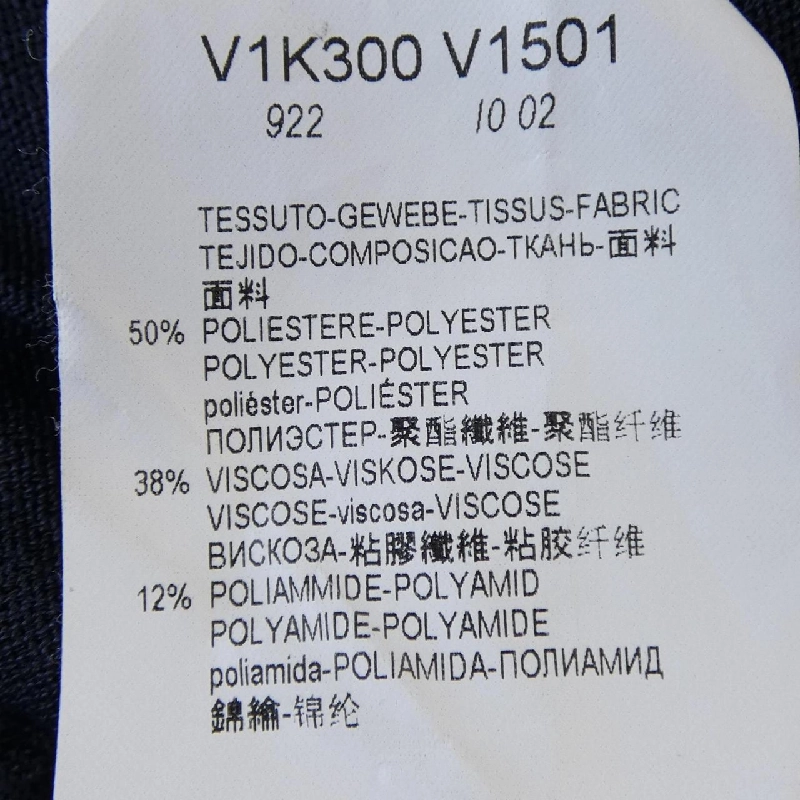 V1K300 V1501
922 10 02
TESSUTO-GEWEBE-TISSUS-FABRIC
TEJIDO-COMPOSICAO-ТКАНЬ-面料
面料
50% POLIESTERE-POLYESTER
POLYESTER-POLYESTER
poliéster-POLIÉSTER
ПОЛИЭСТЕР-聚酯纖維-聚酯纤维
38% VISCOSA-VISKOSE-VISCOSE
VISCOSE-viscosa-VISCOSE
ВИСКОЗА-粘膠纖維-粘胶纤维
12% POLIAMMIDE-POLYAMID
POLYAMIDE-POLYAMIDE
poliamida-POLIAMIDA-ПОЛИАМИД
錦綸-锦纶